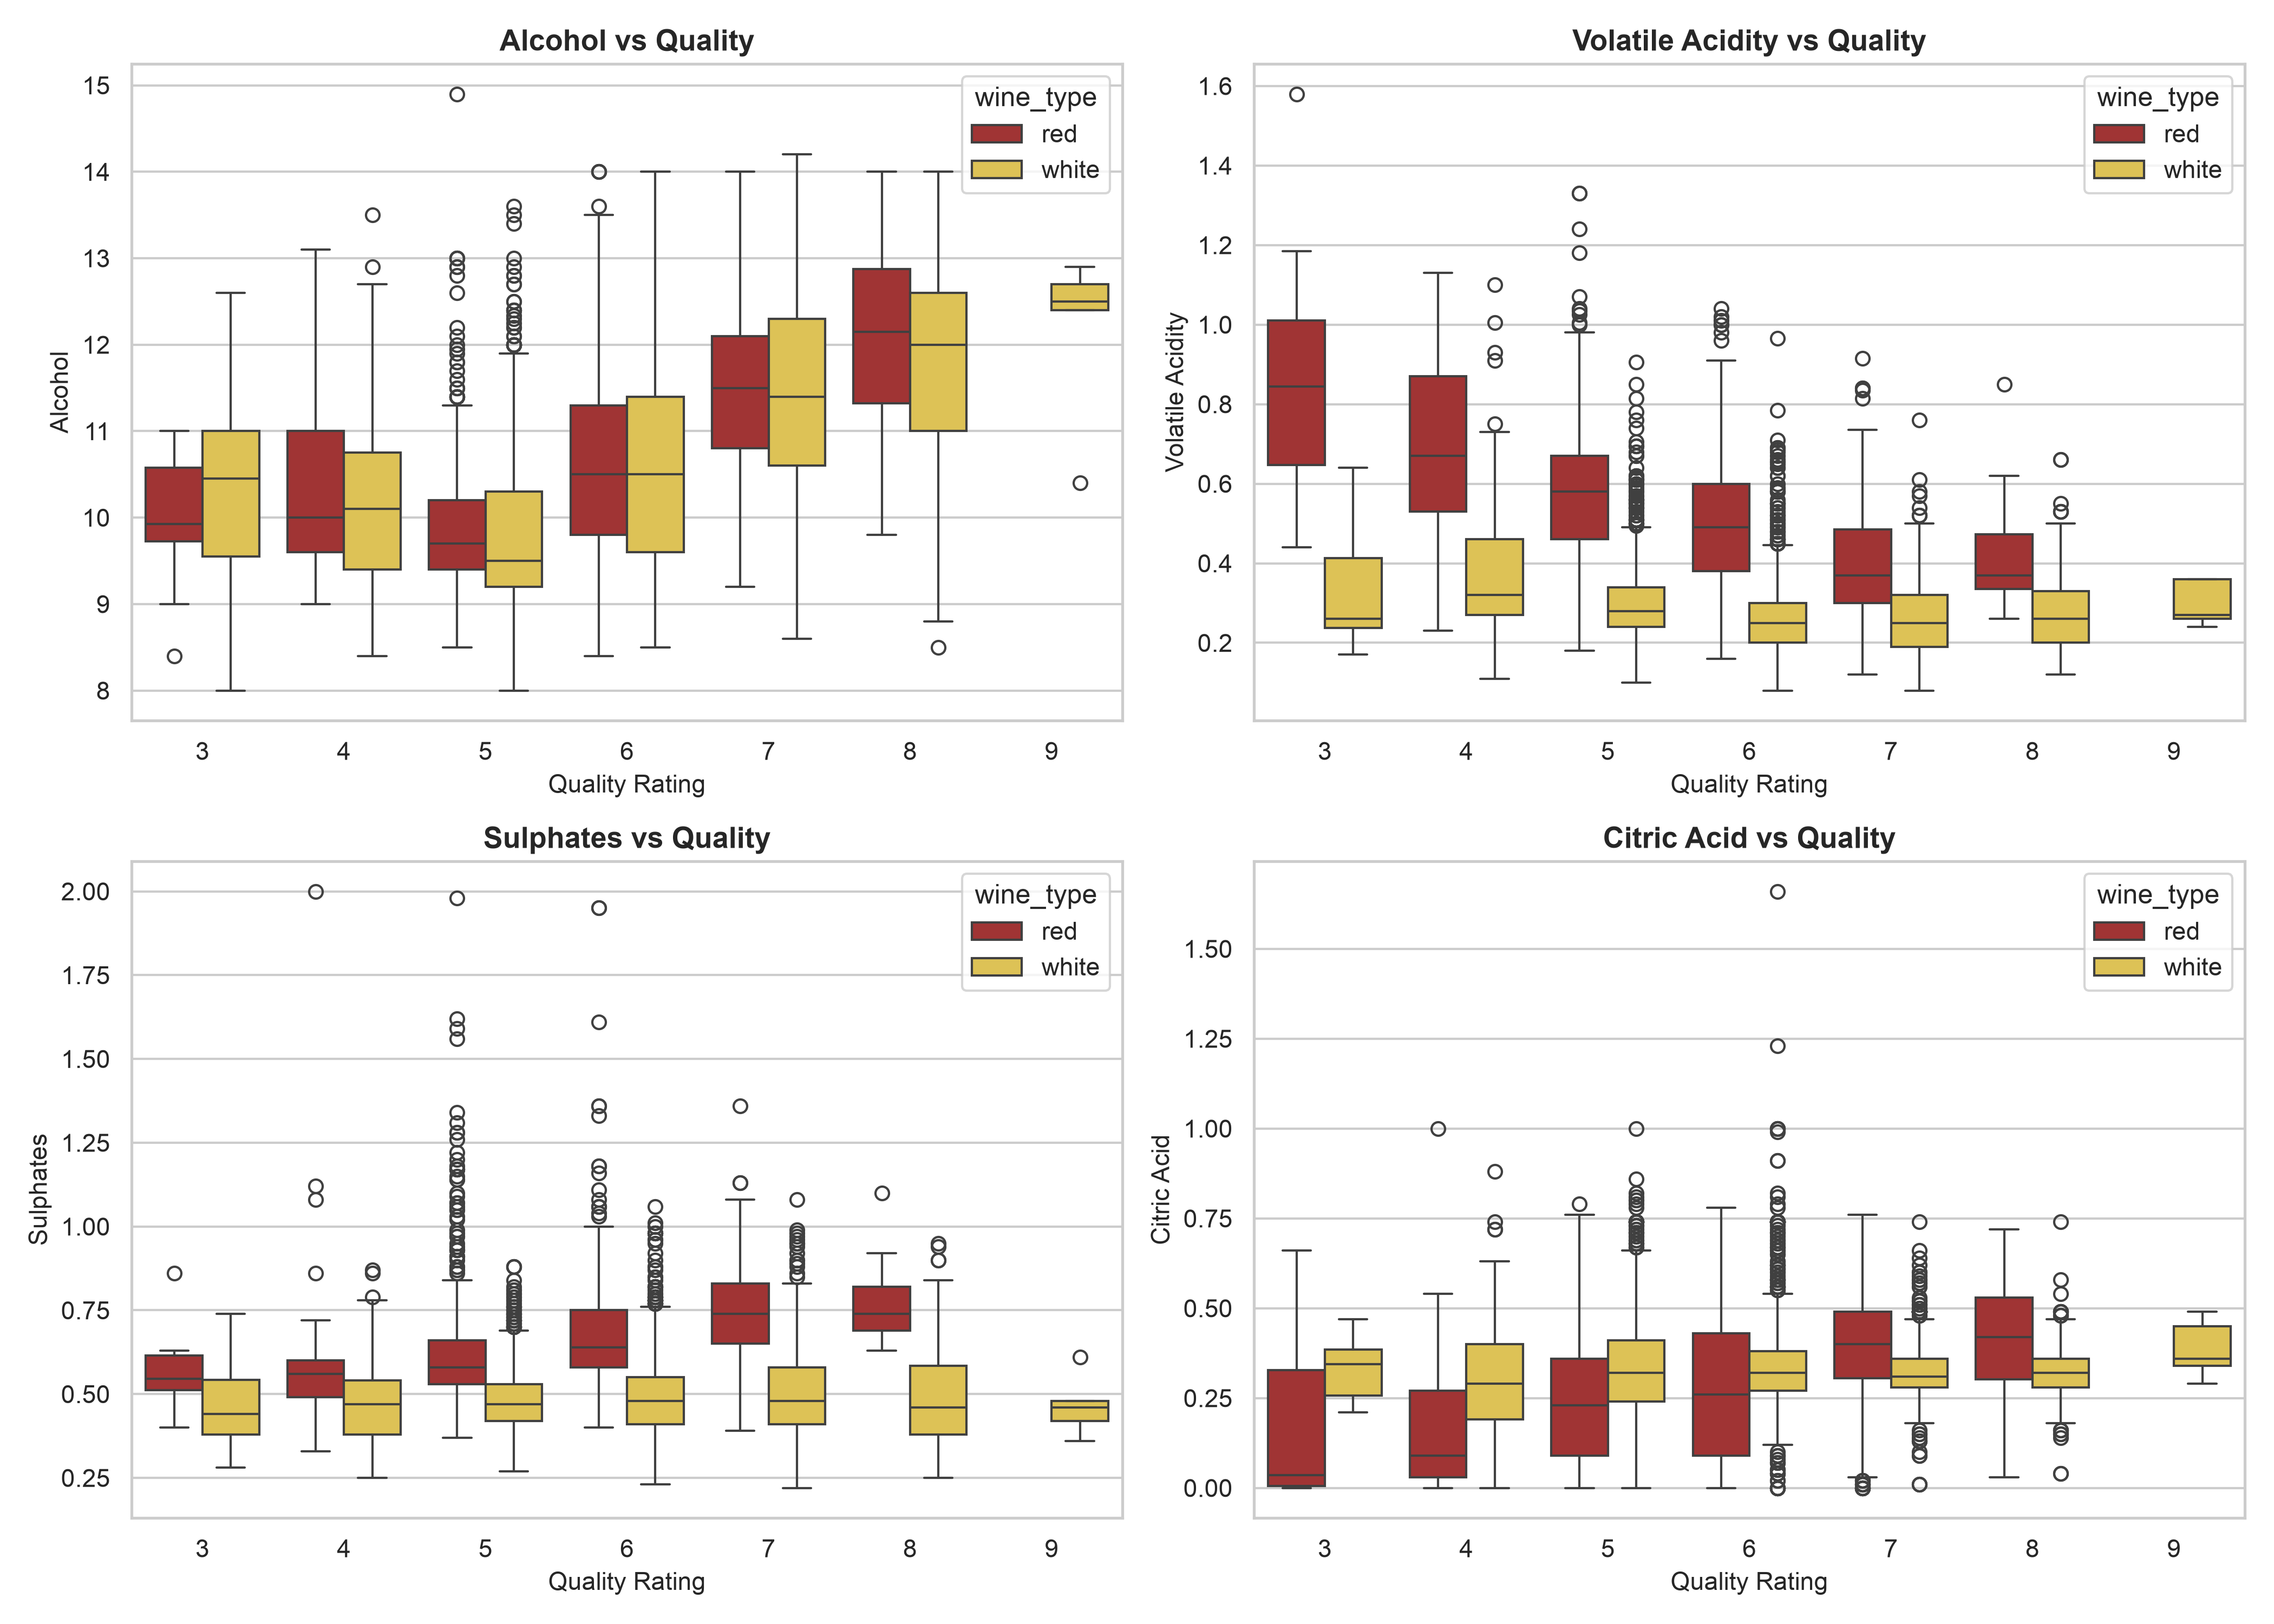 Alcohol vs Quality
15
14
13
12
11
10
9
8
Alcohol
wine_type
red
white
3 4 5 6 7 8 9
Quality Rating
Volatile Acidity vs Quality
1.6
1.4
1.2
1.0
0.8
0.6
0.4
0.2
Volatile Acidity
wine_type
red
white
3 4 5 6 7 8 9
Quality Rating
Sulphates vs Quality
2.00
1.75
1.50
1.25
1.00
0.75
0.50
0.25
Sulphates
wine_type
red
white
3 4 5 6 7 8 9
Quality Rating
Citric Acid vs Quality
1.50
1.25
1.00
0.75
0.50
0.25
0.00
Citric Acid
wine_type
red
white
3 4 5 6 7 8 9
Quality Rating